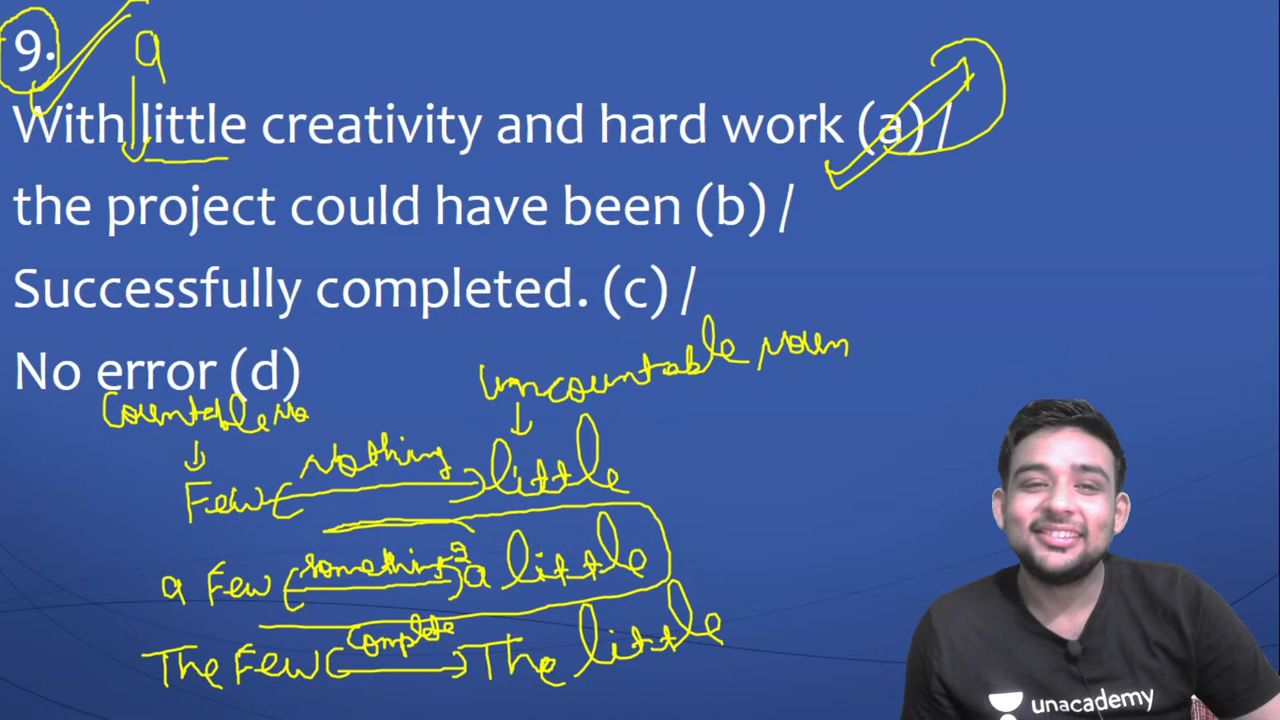 9.
a
With little creativity and hard work (a) /
the project could have been (b) /
Successfully completed. (c) /
No error (d)
uncountable noun
Countable no
Few Nothing little
a Few something a little
The Few Complete The little
unacademy